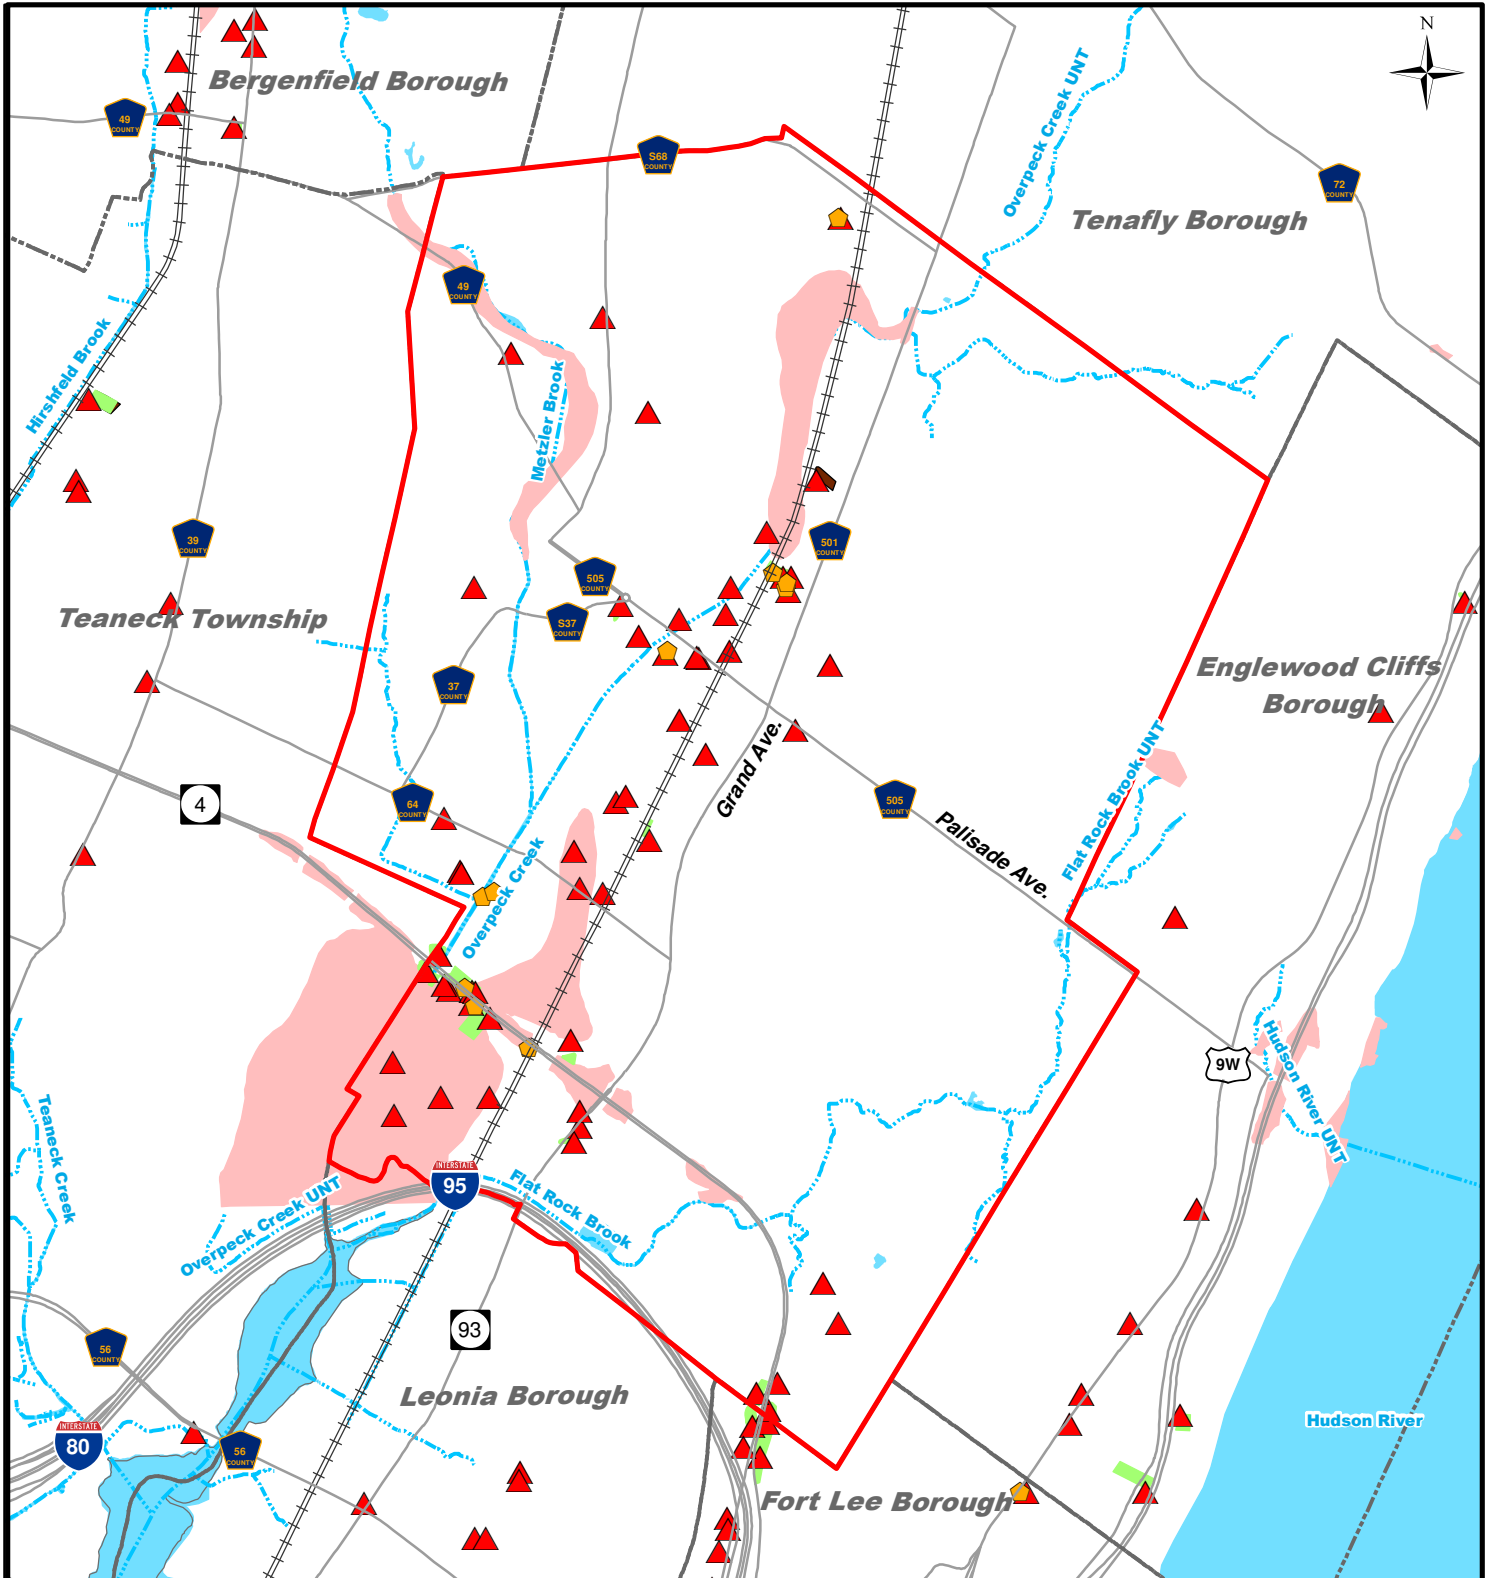 N
Bergenfield Borough
49
COUNTY
S68
COUNTY
Overpeck Creek UNT
72
COUNTY
Tenafly Borough
49
COUNTY
Hirshfeld Brook
Metzler Brook
39
COUNTY
501
COUNTY
505
COUNTY
S37
COUNTY
Teaneck Township
37
COUNTY
Englewood Cliffs
Borough
Grand Ave.
Flat Rock Brook UNT
4
64
COUNTY
505
COUNTY
Palisade Ave.
Overpeck Creek
Hudson River UNT
9W
Teaneck Creek
INTERSTATE
95
Flat Rock Brook
Overpeck Creek UNT
93
56
COUNTY
Leonia Borough
Hudson River
INTERSTATE
80
56
COUNTY
Fort Lee Borough